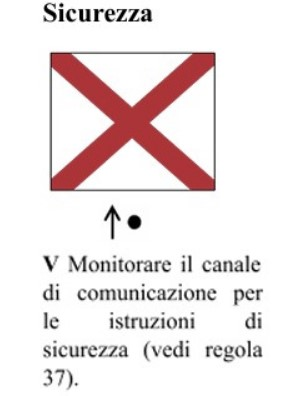 Sicurezza
V Monitorare il canale
di comunicazione per
le istruzioni di
sicurezza (vedi regola
37).